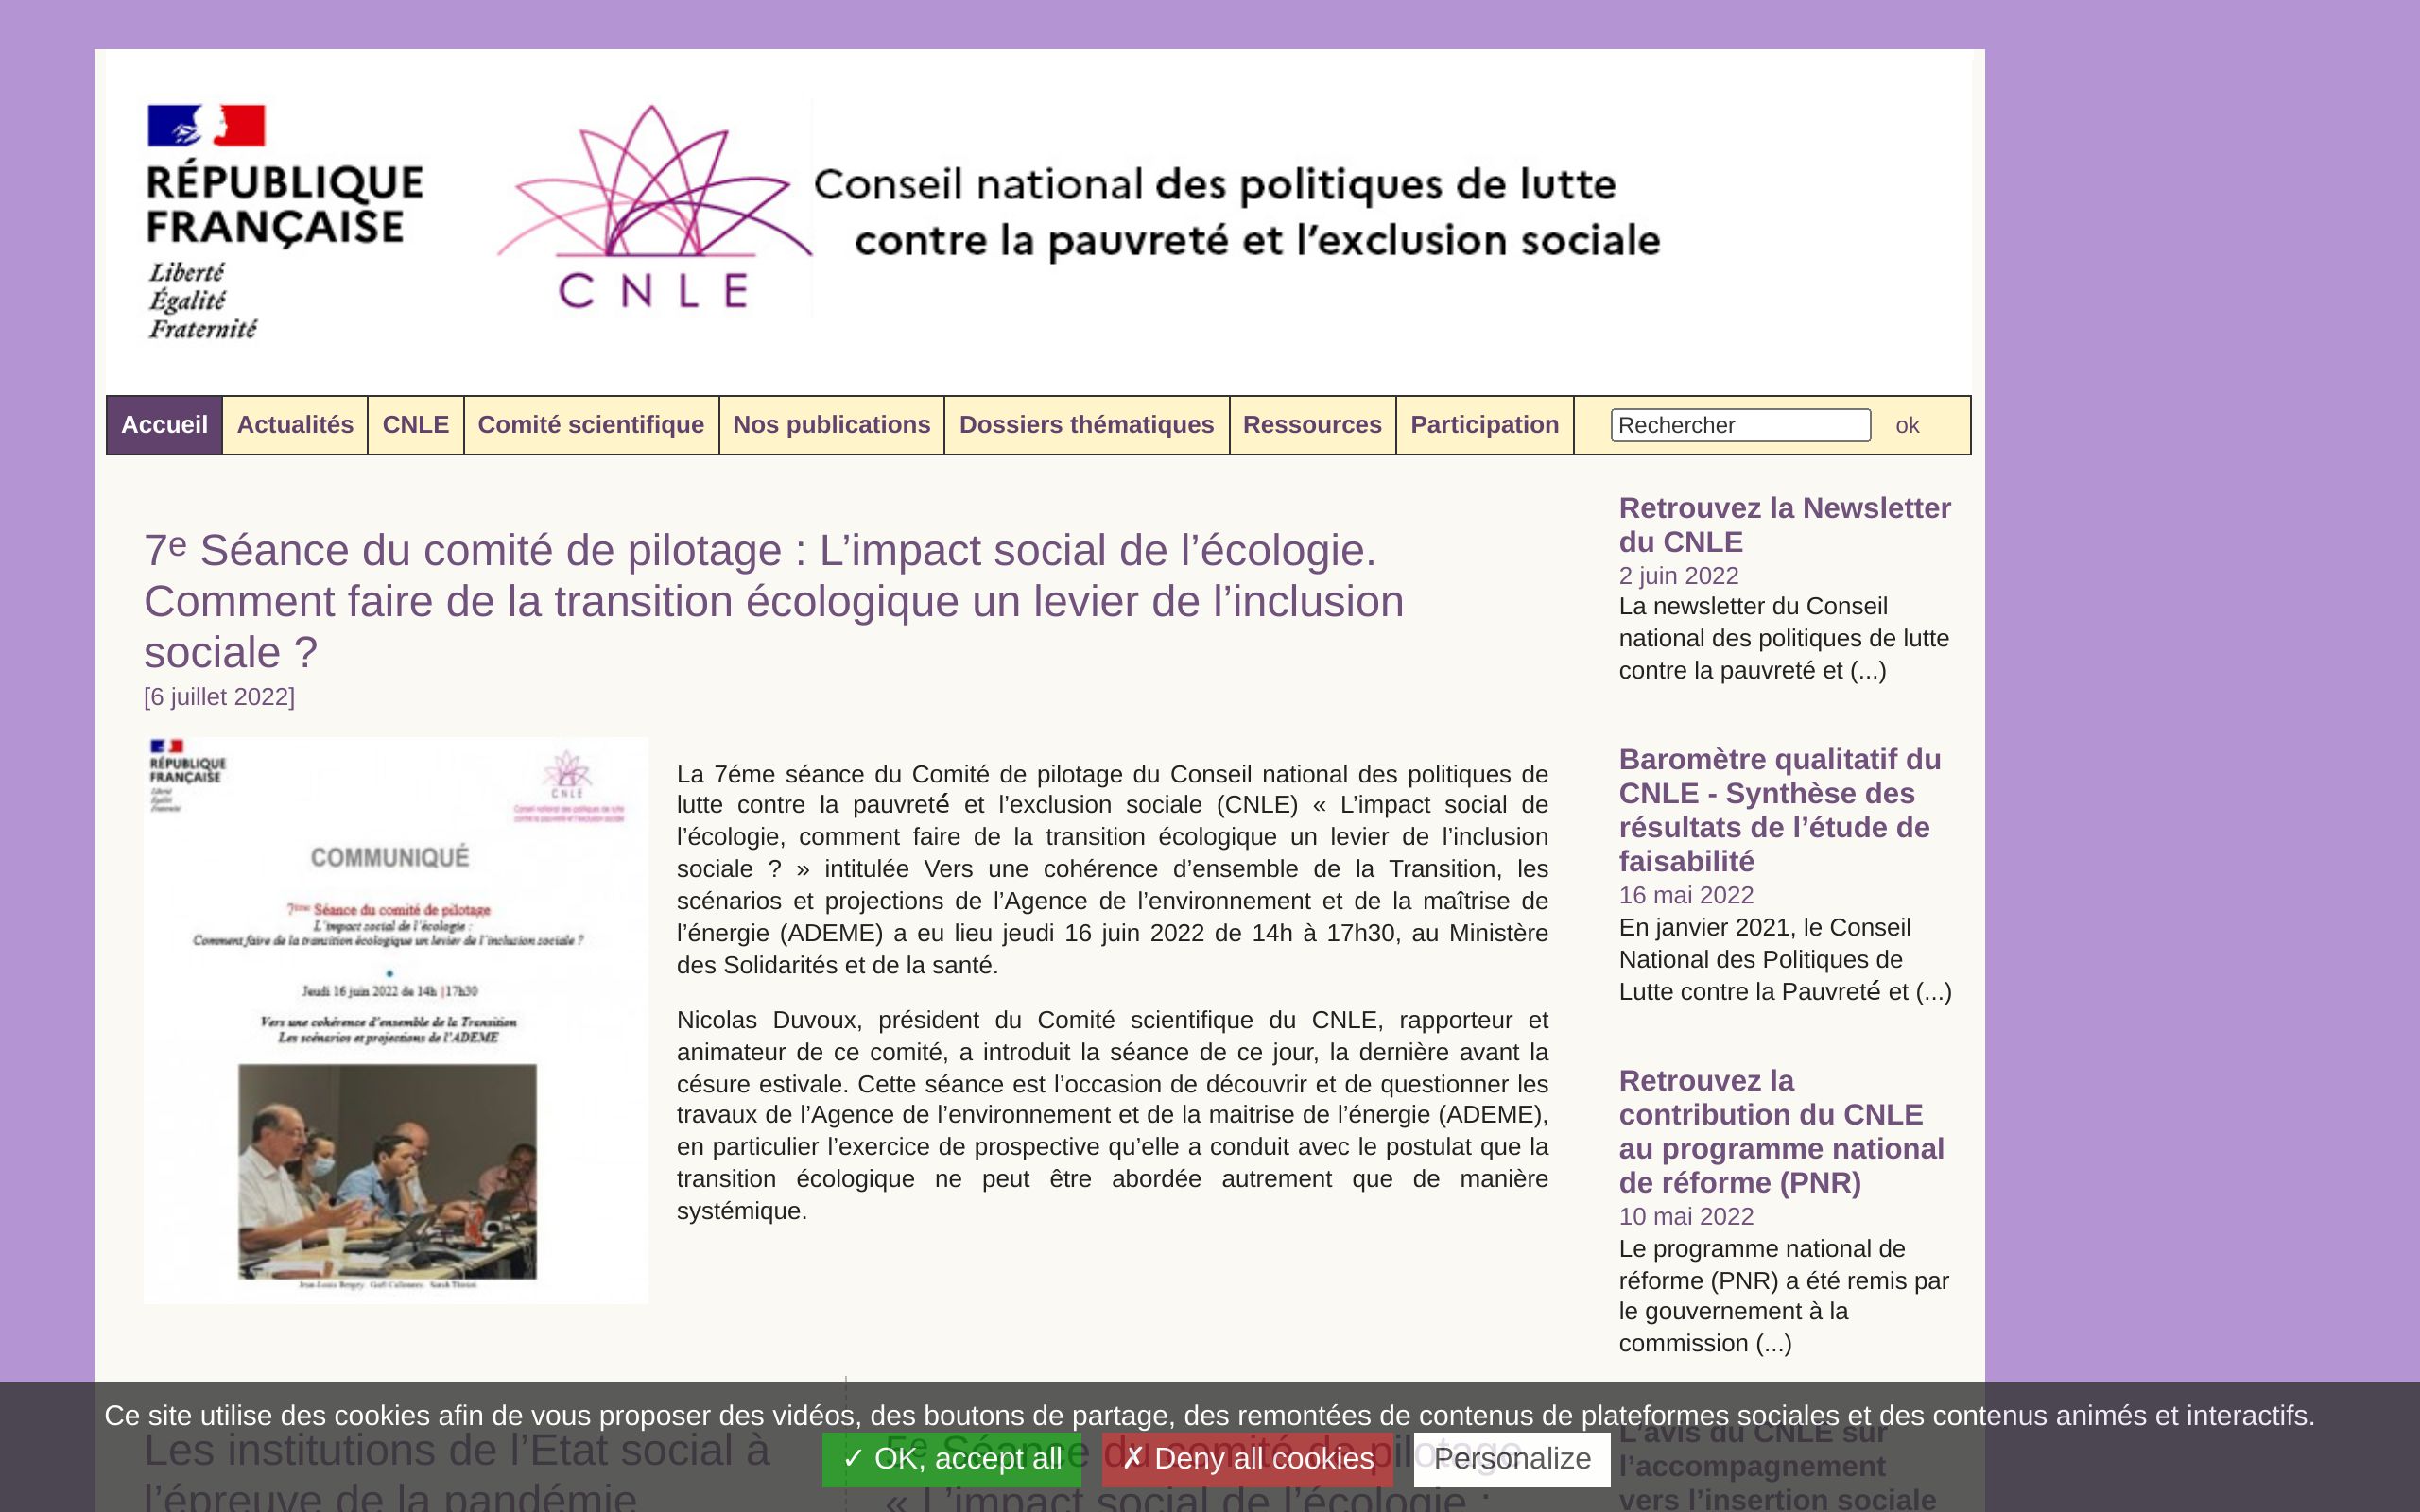 RÉPUBLIQUE
FRANÇAISE
Liberté
Égalité
Fraternité
CNLE
Conseil national des politiques de lutte
contre la pauvreté et l’exclusion sociale
Accueil Actualités CNLE Comité scientifique Nos publications Dossiers thématiques Ressources Participation Rechercher ok
7e Séance du comité de pilotage : L’impact social de l’écologie.
Comment faire de la transition écologique un levier de l’inclusion
sociale ?
[6 juillet 2022]
RÉPUBLIQUE
FRANÇAISE
Liberté
Égalité
Fraternité
CNLE
Conseil national des politiques de lutte
contre la pauvreté et l’exclusion sociale
COMMUNIQUÉ
7ème Séance du comité de pilotage
L’impact social de l’écologie :
Comment faire de la transition écologique un levier de l’inclusion sociale ?
Jeudi 16 juin 2022 de 14h |17h30
Vers une cohérence d’ensemble de la Transition
Les scénarios et projections de l’ADEME
La 7éme séance du Comité de pilotage du Conseil national des politiques de
lutte contre la pauvreté et l’exclusion sociale (CNLE) « L’impact social de
l’écologie, comment faire de la transition écologique un levier de l’inclusion
sociale ? » intitulée Vers une cohérence d’ensemble de la Transition, les
scénarios et projections de l’Agence de l’environnement et de la maîtrise de
l’énergie (ADEME) a eu lieu jeudi 16 juin 2022 de 14h à 17h30, au Ministère
des Solidarités et de la santé.
Nicolas Duvoux, président du Comité scientifique du CNLE, rapporteur et
animateur de ce comité, a introduit la séance de ce jour, la dernière avant la
césure estivale. Cette séance est l’occasion de découvrir et de questionner les
travaux de l’Agence de l’environnement et de la maitrise de l’énergie (ADEME),
en particulier l’exercice de prospective qu’elle a conduit avec le postulat que la
transition écologique ne peut être abordée autrement que de manière
systémique.
Retrouvez la Newsletter
du CNLE
2 juin 2022
La newsletter du Conseil
national des politiques de lutte
contre la pauvreté et (...)
Baromètre qualitatif du
CNLE - Synthèse des
résultats de l’étude de
faisabilité
16 mai 2022
En janvier 2021, le Conseil
National des Politiques de
Lutte contre la Pauvreté et (...)
Retrouvez la
contribution du CNLE
au programme national
de réforme (PNR)
10 mai 2022
Le programme national de
réforme (PNR) a été remis par
le gouvernement à la
commission (...)
L’avis du CNLE sur
l’accompagnement
vers l’insertion sociale
Les institutions de l’Etat social à
l’épreuve de la pandémie
5e Séance du comité de pilotage
« L’impact social de l’écologie :
Ce site utilise des cookies afin de vous proposer des vidéos, des boutons de partage, des remontées de contenus de plateformes sociales et des contenus animés et interactifs.
✓ OK, accept all ✗ Deny all cookies Personalize